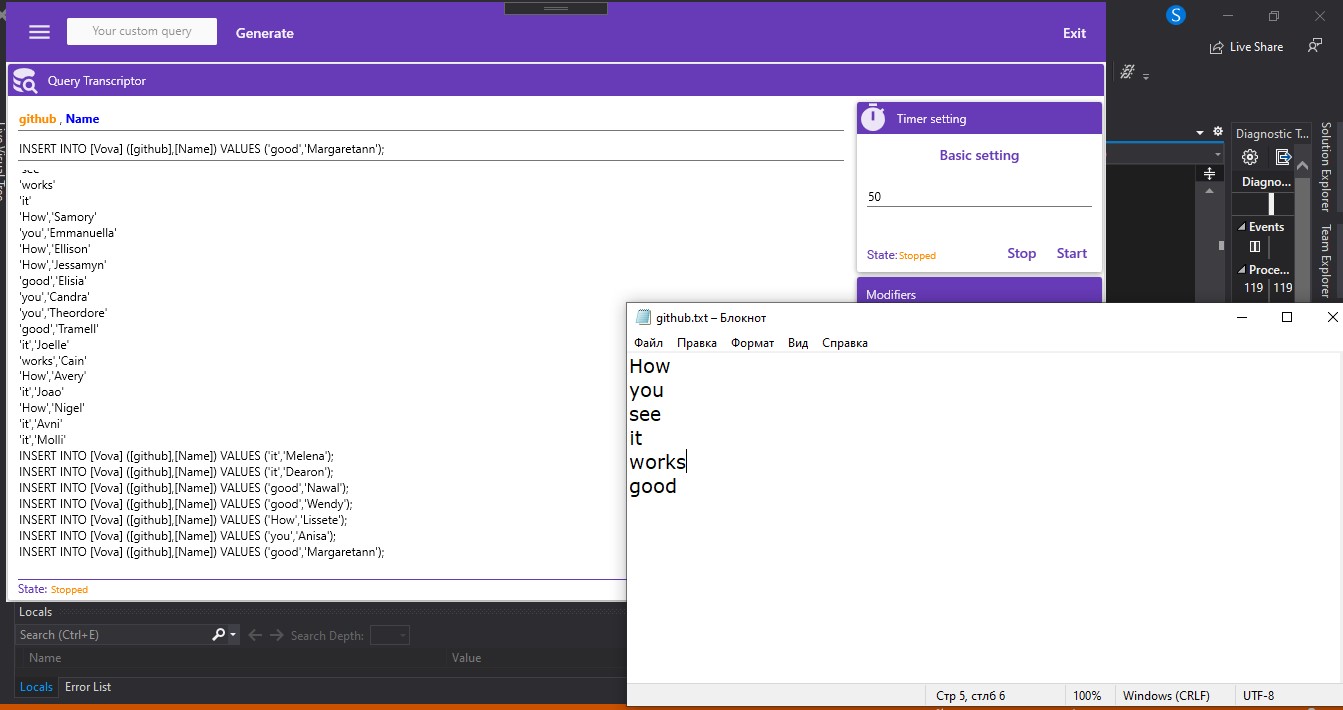 Your custom query
Generate
Exit
S
Live Share
Query Transcriptor
github , Name
INSERT INTO [Vova] ([github],[Name]) VALUES ('good','Margaretann');
see
'works'
'it'
'How','Samory'
'you','Emmanuella'
'How','Ellison'
'How','Jessamyn'
'good','Elisia'
'you','Candra'
'you','Theordore'
'good','Tramell'
'it','Joelle'
'works','Cain'
'How','Avery'
'it','Joao'
'How','Nigel'
'it','Avni'
'it','Molli'
INSERT INTO [Vova] ([github],[Name]) VALUES ('it','Melena');
INSERT INTO [Vova] ([github],[Name]) VALUES ('it','Dearon');
INSERT INTO [Vova] ([github],[Name]) VALUES ('good','Nawal');
INSERT INTO [Vova] ([github],[Name]) VALUES ('good','Wendy');
INSERT INTO [Vova] ([github],[Name]) VALUES ('How','Lissete');
INSERT INTO [Vova] ([github],[Name]) VALUES ('you','Anisa');
INSERT INTO [Vova] ([github],[Name]) VALUES ('good','Margaretann');
State: Stopped
Timer setting
Basic setting
50
State: Stopped
Stop
Start
Modifiers
Diagnostic T...
Diagno...
Events
Proce...
119 119
Solution Explorer
Team Explorer
github.txt – Блокнот
Файл Правка Формат Вид Справка
How
you
see
it
works
good
Стр 5, стлб 6
100%
Windows (CRLF)
UTF-8
Locals
Search (Ctrl+E)
Search Depth:
Name
Value
Locals
Error List